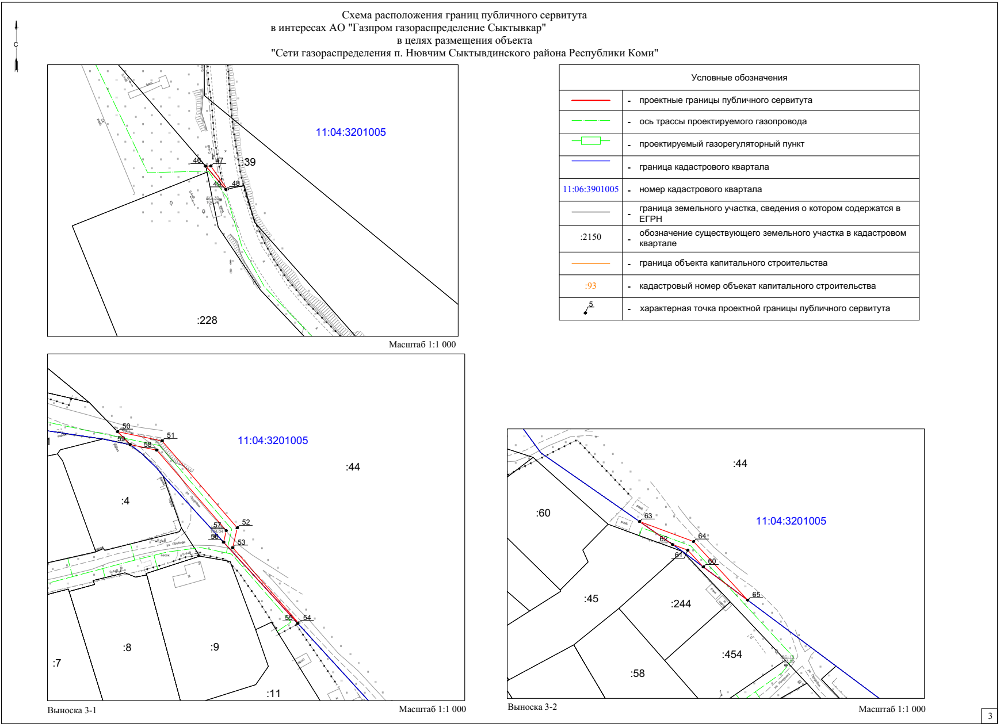 Схема расположения границ публичного сервитута
в интересах АО "Газпром газораспределение Сыктывкар"
в целях размещения объекта
"Сети газораспределения п. Нювчим Сыктывдинского района Республики Коми"
С
11:04:3201005
46
47
:39
49
48
:228
Масштаб 1:1 000
Условные обозначения
- проектные границы публичного сервитута
- ось трассы проектируемого газопровода
- проектируемый газорегуляторный пункт
- граница кадастрового квартала
11:06:3901005 - номер кадастрового квартала
- граница земельного участка, сведения о котором содержатся в
ЕГРН
:2150 - обозначение существующего земельного участка в кадастровом
квартале
- граница объекта капитального строительства
:93 - кадастровый номер объекат капитального строительства
5 - характерная точка проектной границы публичного сервитута
50
51
59
58
11:04:3201005
:44
1
:4
57
52
56
53
ул. Свободы
0.4кВ
55
54
:7
:8
:9
:11
Выноска 3-1
Масштаб 1:1 000
:44
:60
63
11:04:3201005
64
62
61
60
65
:45
:244
:454
:58
Выноска 3-2
Масштаб 1:1 000
3